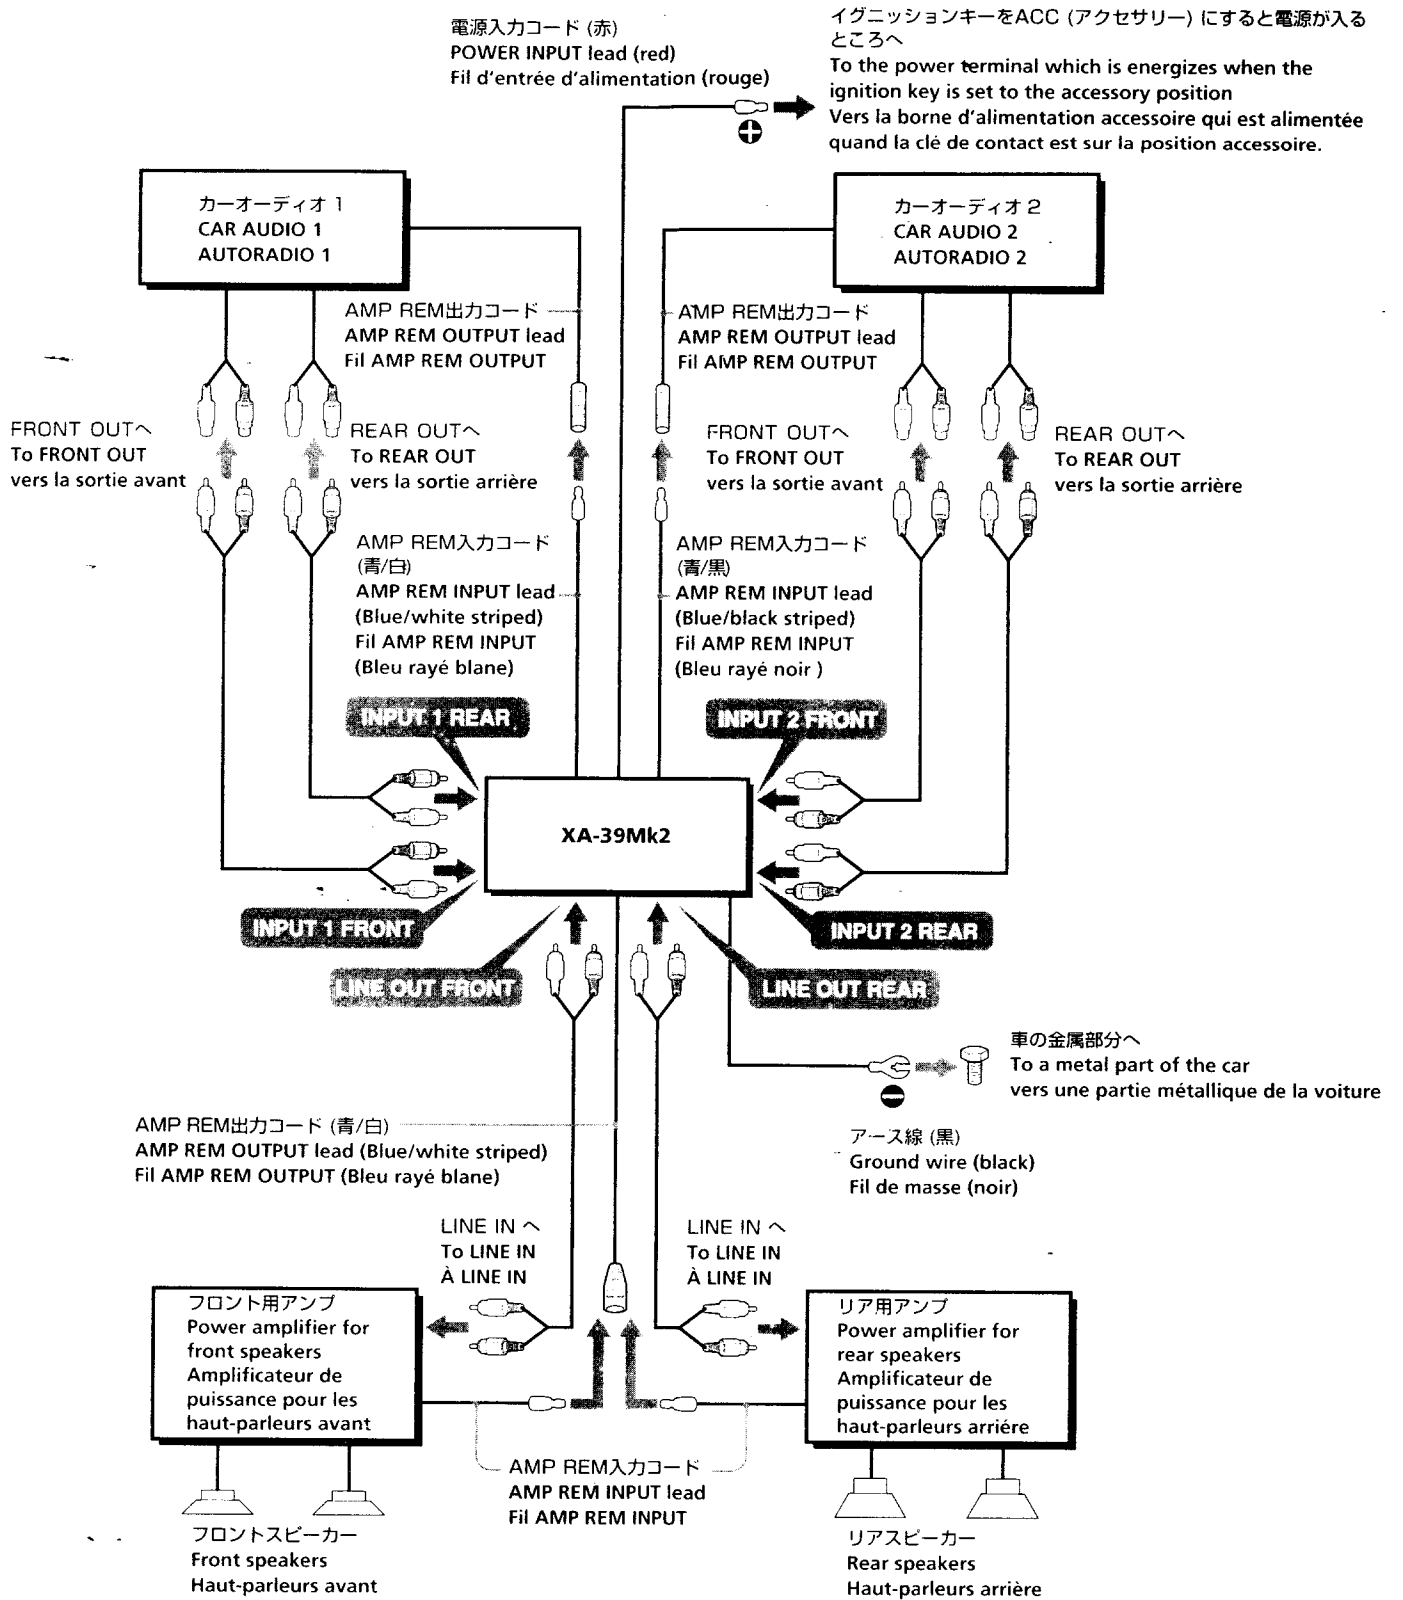 電源入力コード (赤)
POWER INPUT lead (red)
Fil d'entrée d'alimentation (rouge)
イグニッションキーをACC (アクセサリー) にすると電源が入る
ところへ
To the power terminal which is energizes when the
ignition key is set to the accessory position
Vers la borne d'alimentation accessoire qui est alimentée
quand la clé de contact est sur la position accessoire.
カーオーディオ 1
CAR AUDIO 1
AUTORADIO 1
カーオーディオ 2
CAR AUDIO 2
AUTORADIO 2
AMP REM出力コード
AMP REM OUTPUT lead
Fil AMP REM OUTPUT
AMP REM出力コード
AMP REM OUTPUT lead
Fil AMP REM OUTPUT
FRONT OUTへ
To FRONT OUT
vers la sortie avant
REAR OUTへ
To REAR OUT
vers la sortie arrière
FRONT OUTへ
To FRONT OUT
vers la sortie avant
REAR OUTへ
To REAR OUT
vers la sortie arrière
AMP REM入力コード
(青/白)
AMP REM INPUT lead
(Blue/white striped)
Fil AMP REM INPUT
(Bleu rayé blane)
AMP REM入力コード
(青/黒)
AMP REM INPUT lead
(Blue/black striped)
Fil AMP REM INPUT
(Bleu rayé noir )
INPUT 1 REAR
INPUT 2 FRONT
XA-39Mk2
INPUT 1 FRONT
INPUT 2 REAR
LINE OUT FRONT
LINE OUT REAR
車の金属部分へ
To a metal part of the car
vers une partie métallique de la voiture
アース線 (黒)
Ground wire (black)
Fil de masse (noir)
AMP REM出力コード (青/白)
AMP REM OUTPUT lead (Blue/white striped)
Fil AMP REM OUTPUT (Bleu rayé blane)
LINE IN へ
To LINE IN
À LINE IN
LINE IN へ
To LINE IN
À LINE IN
フロント用アンプ
Power amplifier for
front speakers
Amplificateur de
puissance pour les
haut-parleurs avant
リア用アンプ
Power amplifier for
rear speakers
Amplificateur de
puissance pour les
haut-parleurs arriére
AMP REM入力コード
AMP REM INPUT lead
Fil AMP REM INPUT
フロントスピーカー
Front speakers
Haut-parleurs avant
リアスピーカー
Rear speakers
Haut-parleurs arrière